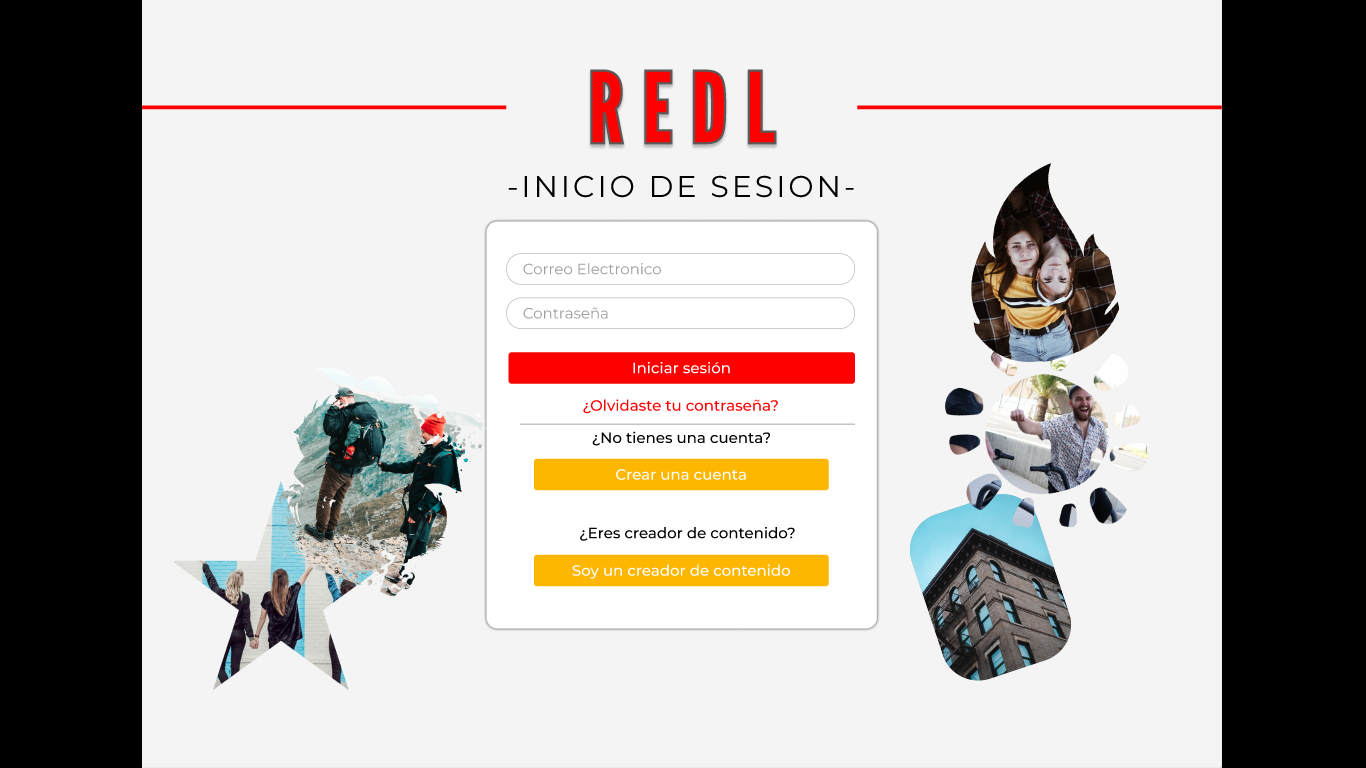 REDL
-INICIO DE SESION-
Correo Electronico
Contraseña
Iniciar sesión
¿Olvidaste tu contraseña?
¿No tienes una cuenta?
Crear una cuenta
¿Eres creador de contenido?
Soy un creador de contenido